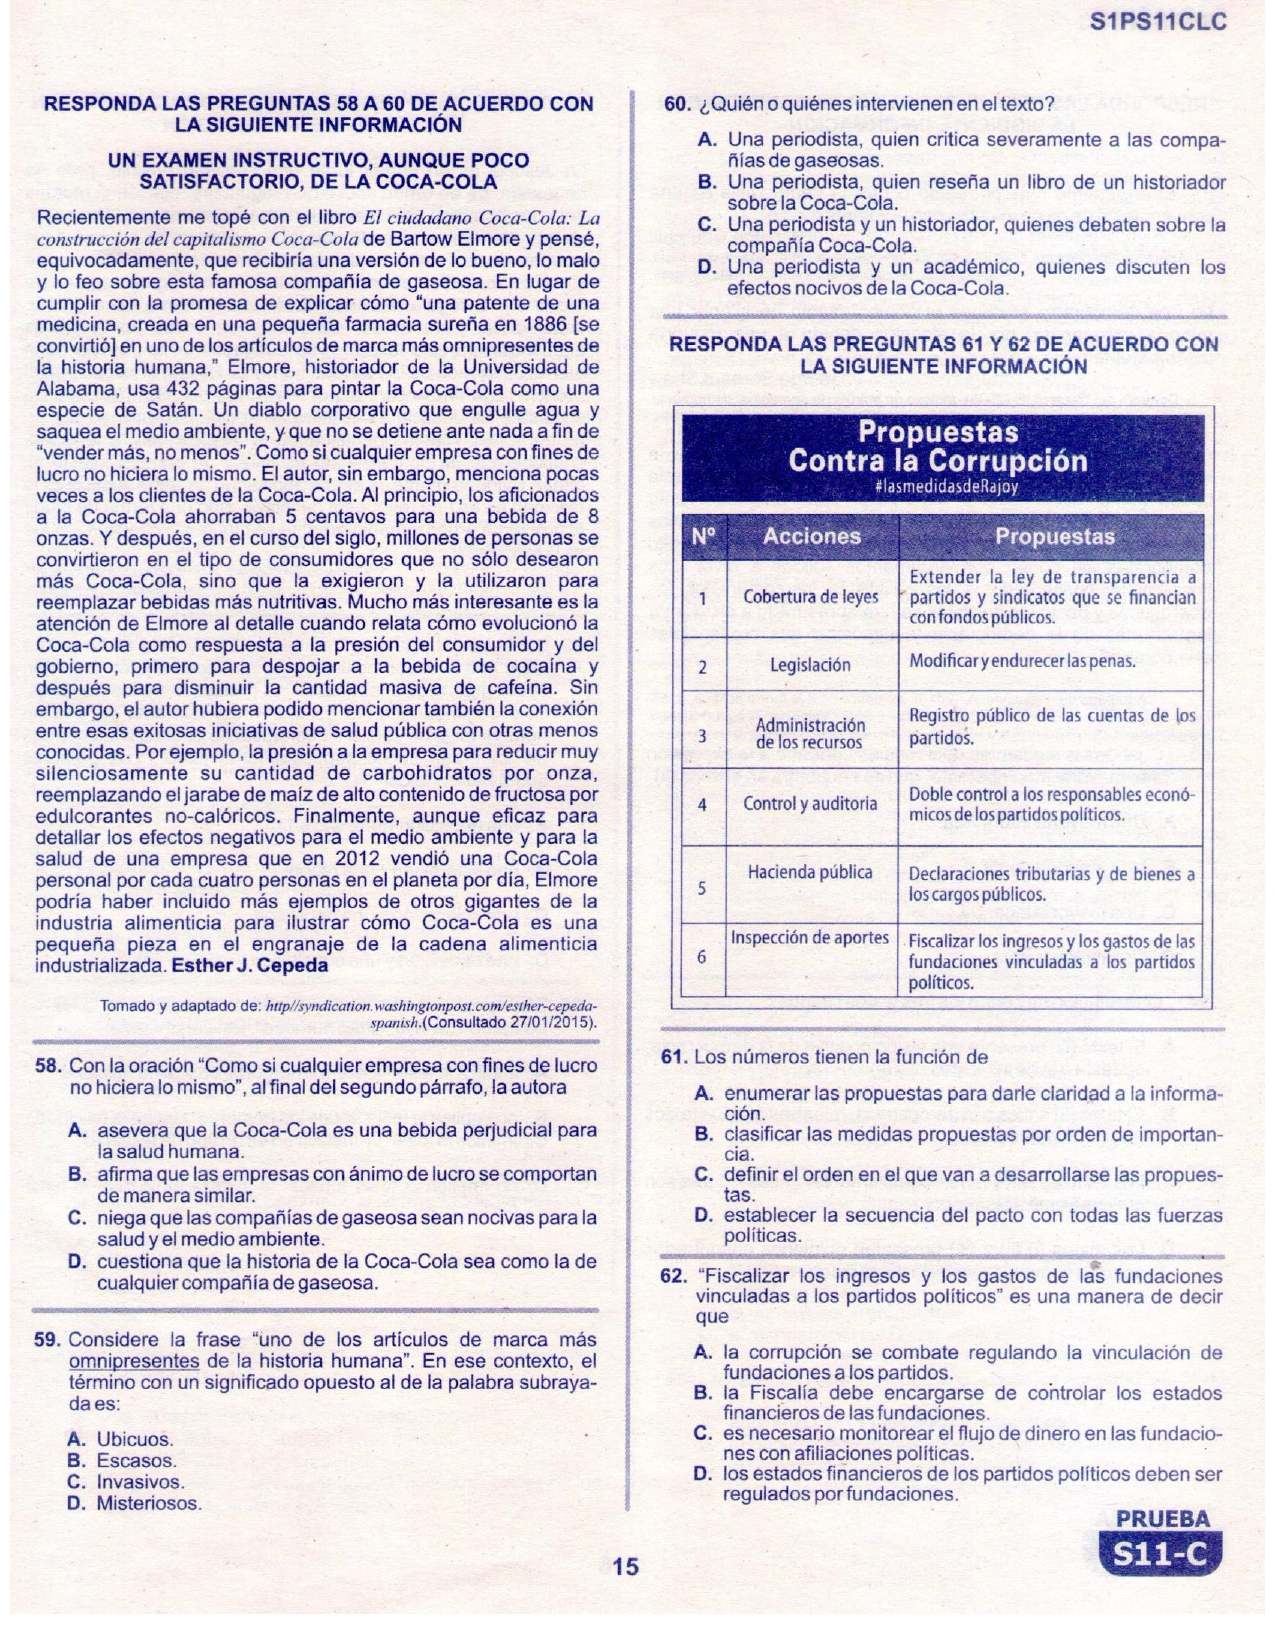 S1PS11CLC
RESPONDA LAS PREGUNTAS 58 A 60 DE ACUERDO CON
LA SIGUIENTE INFORMACIÓN
UN EXAMEN INSTRUCTIVO, AUNQUE POCO
SATISFACTORIO, DE LA COCA-COLA
Recientemente me topé con el libro El ciudadano Coca-Cola: La
construcción del capitalismo Coca-Cola de Bartow Elmore y pensé,
equivocadamente, que recibiría una versión de lo bueno, lo malo
y lo feo sobre esta famosa compañía de gaseosa. En lugar de
cumplir con la promesa de explicar cómo “una patente de una
medicina, creada en una pequeña farmacia sureña en 1886 [se
convirtió] en uno de los artículos de marca más omnipresentes de
la historia humana,” Elmore, historiador de la Universidad de
Alabama, usa 432 páginas para pintar la Coca-Cola como una
especie de Satán. Un diablo corporativo que engulle agua y
saquea el medio ambiente, y que no se detiene ante nada a fin de
“vender más, no menos”. Como si cualquier empresa con fines de
lucro no hiciera lo mismo. El autor, sin embargo, menciona pocas
veces a los clientes de la Coca-Cola. Al principio, los aficionados
a la Coca-Cola ahorraban 5 centavos para una bebida de 8
onzas. Y después, en el curso del siglo, millones de personas se
convirtieron en el tipo de consumidores que no sólo desearon
más Coca-Cola, sino que la exigieron y la utilizaron para
reemplazar bebidas más nutritivas. Mucho más interesante es la
atención de Elmore al detalle cuando relata cómo evolucionó la
Coca-Cola como respuesta a la presión del consumidor y del
gobierno, primero para despojar a la bebida de cocaína y
después para disminuir la cantidad masiva de cafeína. Sin
embargo, el autor hubiera podido mencionar también la conexión
entre esas exitosas iniciativas de salud pública con otras menos
conocidas. Por ejemplo, la presión a la empresa para reducir muy
silenciosamente su cantidad de carbohidratos por onza,
reemplazando el jarabe de maíz de alto contenido de fructosa por
edulcorantes no-calóricos. Finalmente, aunque eficaz para
detallar los efectos negativos para el medio ambiente y para la
salud de una empresa que en 2012 vendió una Coca-Cola
personal por cada cuatro personas en el planeta por día, Elmore
podría haber incluido más ejemplos de otros gigantes de la
industria alimenticia para ilustrar cómo Coca-Cola es una
pequeña pieza en el engranaje de la cadena alimenticia
industrializada. Esther J. Cepeda
Tomado y adaptado de: http//syndication.washingtonpost.com/esther-cepeda-
spanish.(Consultado 27/01/2015).
58. Con la oración “Como si cualquier empresa con fines de lucro
no hiciera lo mismo”, al final del segundo párrafo, la autora
A. asevera que la Coca-Cola es una bebida perjudicial para
la salud humana.
B. afirma que las empresas con ánimo de lucro se comportan
de manera similar.
C. niega que las compañías de gaseosa sean nocivas para la
salud y el medio ambiente.
D. cuestiona que la historia de la Coca-Cola sea como la de
cualquier compañía de gaseosa.
59. Considere la frase “uno de los artículos de marca más
omnipresentes de la historia humana”. En ese contexto, el
término con un significado opuesto al de la palabra subraya-
da es:
A. Ubicuos.
B. Escasos.
C. Invasivos.
D. Misteriosos.
60. ¿Quién o quiénes intervienen en el texto?
A. Una periodista, quien critica severamente a las compa-
ñías de gaseosas.
B. Una periodista, quien reseña un libro de un historiador
sobre la Coca-Cola.
C. Una periodista y un historiador, quienes debaten sobre la
compañía Coca-Cola.
D. Una periodista y un académico, quienes discuten los
efectos nocivos de la Coca-Cola.
RESPONDA LAS PREGUNTAS 61 Y 62 DE ACUERDO CON
LA SIGUIENTE INFORMACIÓN
Propuestas
Contra la Corrupción
#lasmedidasdeRajoy
Nº Acciones Propuestas
1 Cobertura de leyes Extender la ley de transparencia a
partidos y sindicatos que se financian
con fondos públicos.
2 Legislación Modificar y endurecer las penas.
3 Administración
de los recursos Registro público de las cuentas de los
partidos.
4 Control y auditoria Doble control a los responsables econó-
micos de los partidos políticos.
5 Hacienda pública Declaraciones tributarias y de bienes a
los cargos públicos.
6 Inspección de aportes Fiscalizar los ingresos y los gastos de las
fundaciones vinculadas a los partidos
políticos.
61. Los números tienen la función de
A. enumerar las propuestas para darle claridad a la informa-
ción.
B. clasificar las medidas propuestas por orden de importan-
cia.
C. definir el orden en el que van a desarrollarse las propues-
tas.
D. establecer la secuencia del pacto con todas las fuerzas
políticas.
62. “Fiscalizar los ingresos y los gastos de las fundaciones
vinculadas a los partidos políticos” es una manera de decir
que
A. la corrupción se combate regulando la vinculación de
fundaciones a los partidos.
B. la Fiscalía debe encargarse de controlar los estados
financieros de las fundaciones.
C. es necesario monitorear el flujo de dinero en las fundacio-
nes con afiliaciones políticas.
D. los estados financieros de los partidos políticos deben ser
regulados por fundaciones.
PRUEBA
S11-C
15